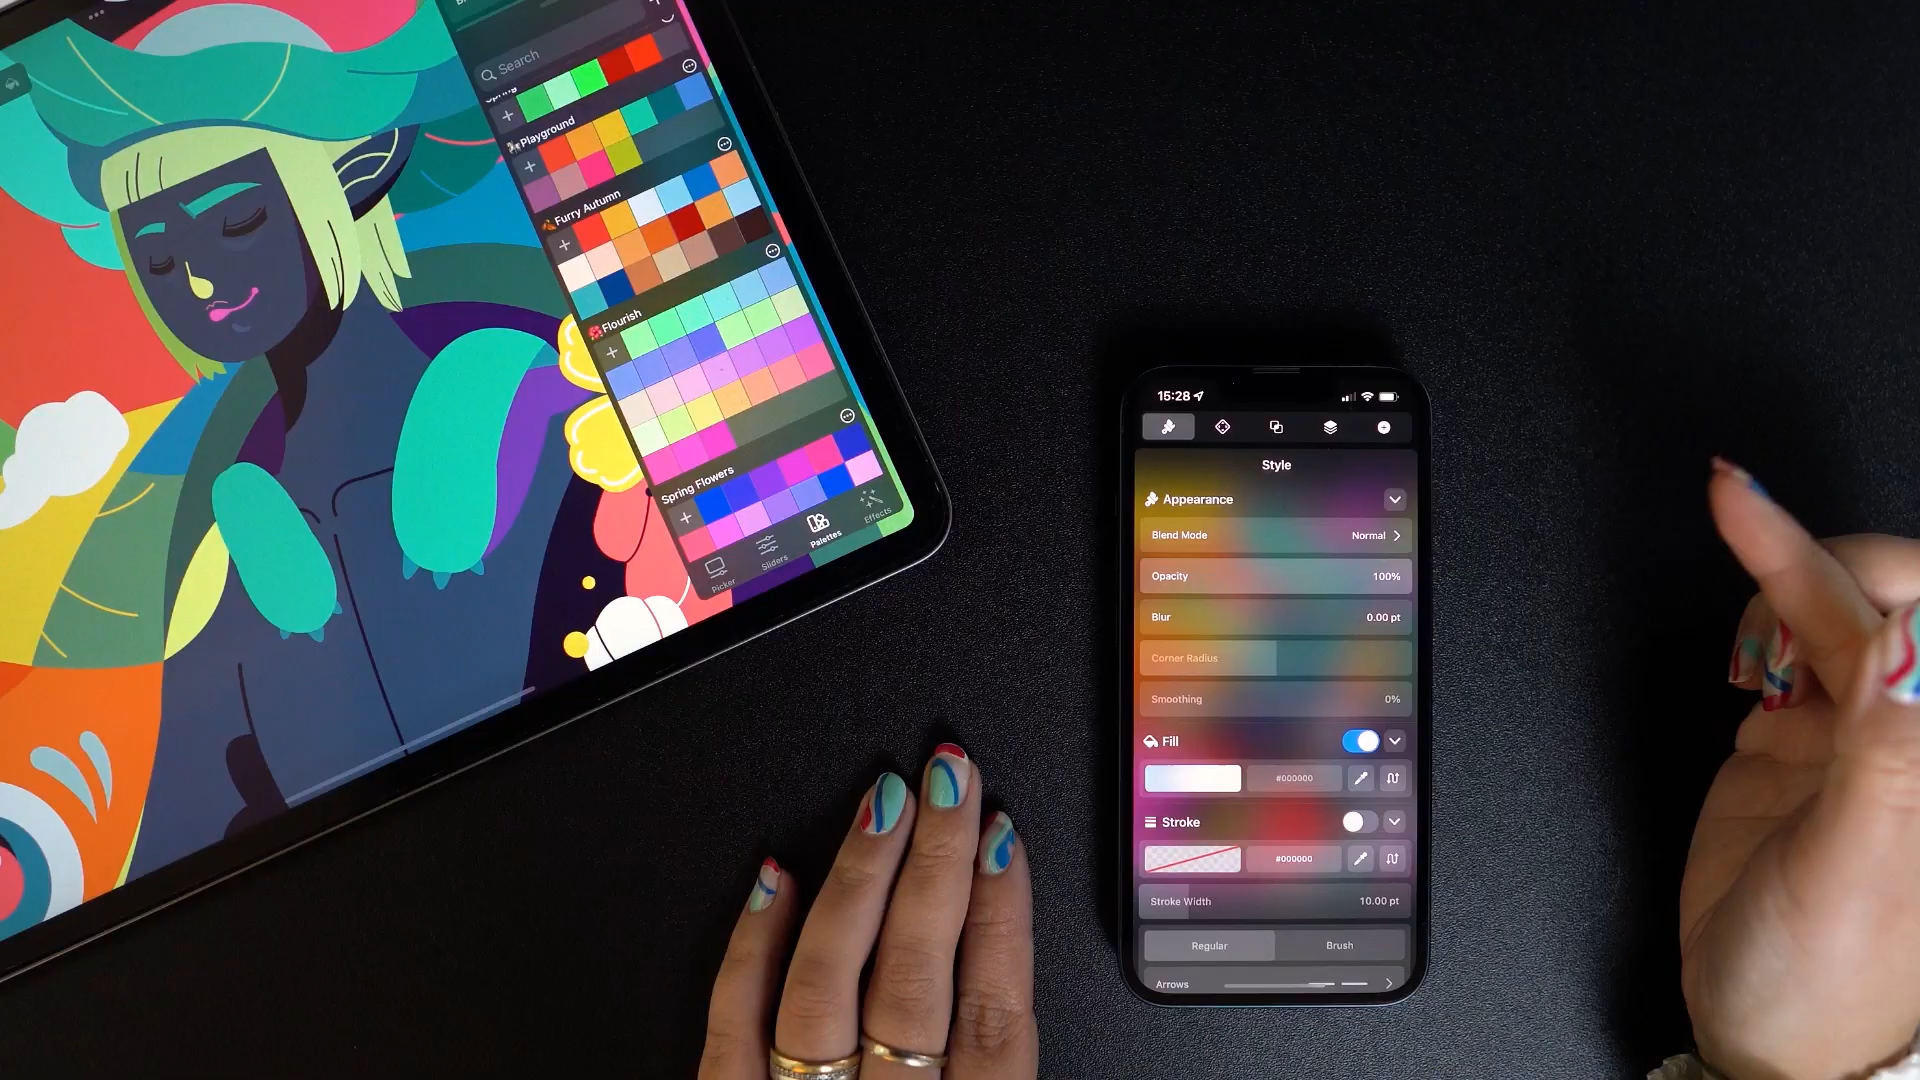 Search
Spring
Playground
Furry Autumn
Flourish
Spring Flowers
Picker
Sliders
Palettes
Effects
15:28
Style
Appearance
Blend Mode Normal
Opacity 100%
Blur 0.00 pt
Corner Radius
Smoothing 0%
Fill
#000000
Stroke
#000000
Stroke Width 10.00 pt
Regular Brush
Arrows